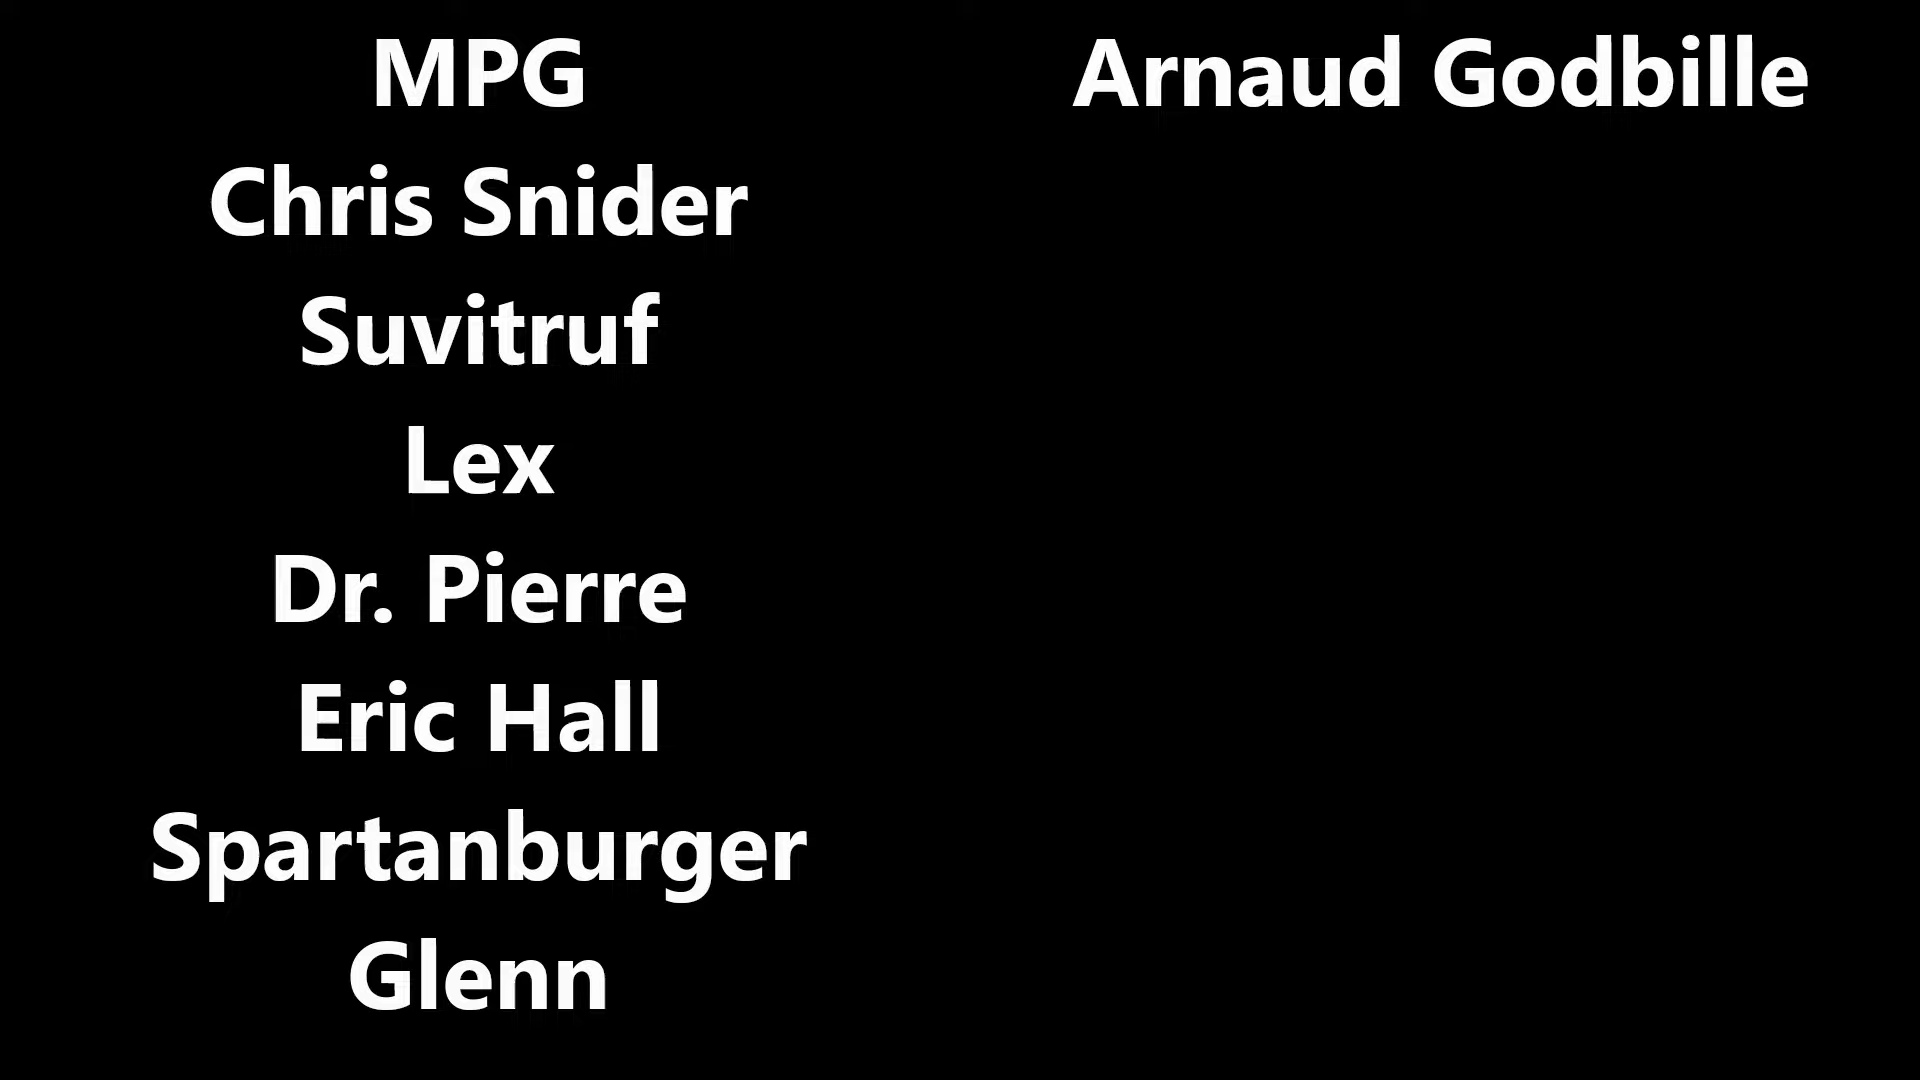 MPG
Chris Snider
Suvitruf
Lex
Dr. Pierre
Eric Hall
Spartanburger
Glenn
Arnaud Godbille